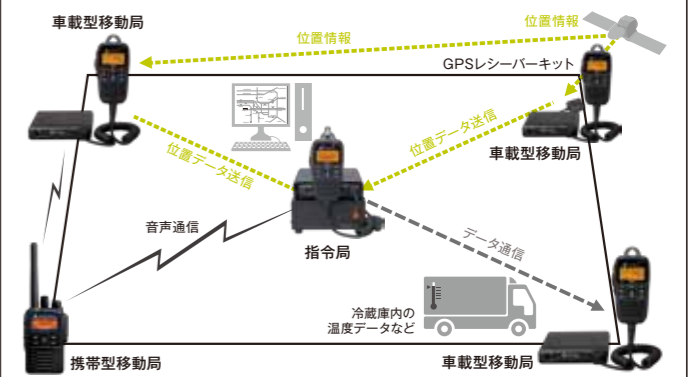 車載型移動局
位置情報
位置情報
GPSレシーバーキット
位置データ送信
位置データ送信
車載型移動局
音声通信
指令局
データ通信
冷蔵庫内の
温度データなど
携帯型移動局
車載型移動局